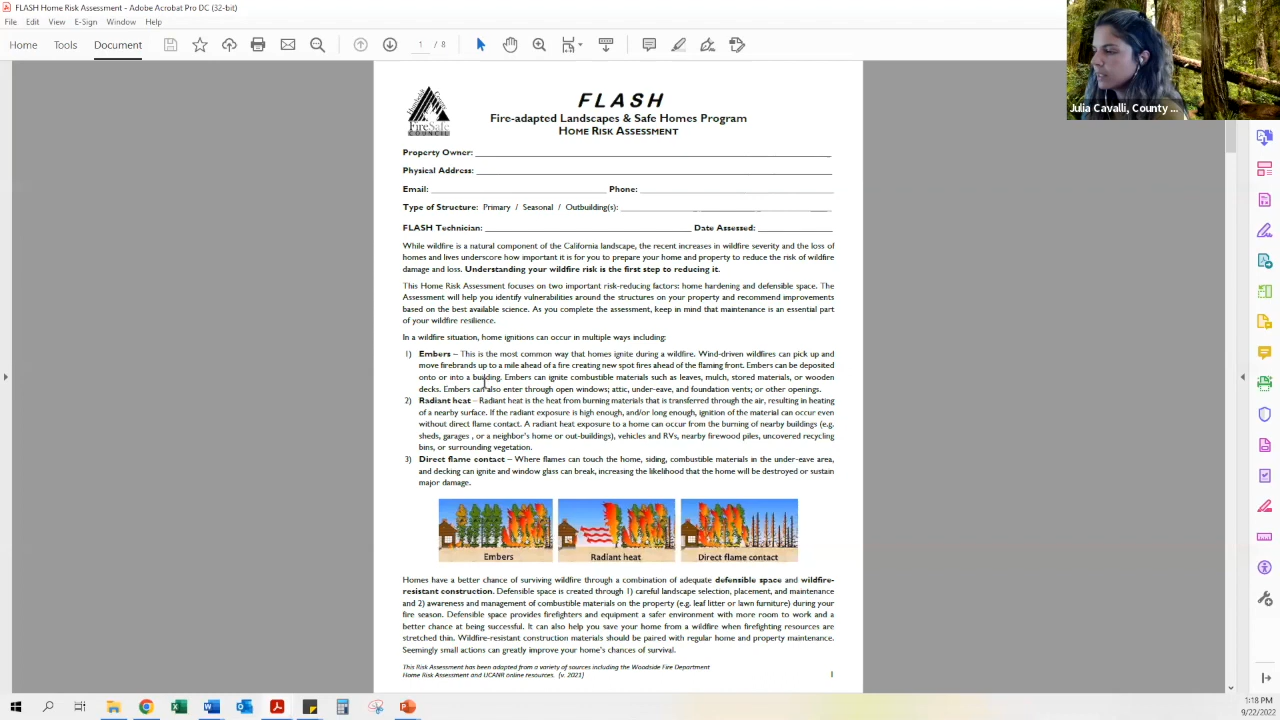 FLASH Home Risk Assessment - Adobe Acrobat Pro DC (32-bit)
File Edit View E-Sign Window Help
Home Tools Document 1 / 8
Julia Cavalli, County ...
FireSafe
COUNCIL
FLASH
Fire-adapted Landscapes & Safe Homes Program
HOME RISK ASSESSMENT
Property Owner:
Physical Address:
Email: Phone:
Type of Structure: Primary / Seasonal / Outbuilding(s):
FLASH Technician: Date Assessed:
While wildfire is a natural component of the California landscape, the recent increases in wildfire severity and the loss of
homes and lives underscore how important it is for you to prepare your home and property to reduce the risk of wildfire
damage and loss. Understanding your wildfire risk is the first step to reducing it.
This Home Risk Assessment focuses on two important risk-reducing factors: home hardening and defensible space. The
Assessment will help you identify vulnerabilities around the structures on your property and recommend improvements
based on the best available science. As you complete the assessment, keep in mind that maintenance is an essential part
of your wildfire resilience.
In a wildfire situation, home ignitions can occur in multiple ways including:
1) Embers – This is the most common way that homes ignite during a wildfire. Wind-driven wildfires can pick up and
move firebrands up to a mile ahead of a fire creating new spot fires ahead of the flaming front. Embers can be deposited
onto or into a building. Embers can ignite combustible materials such as leaves, mulch, stored materials, or wooden
decks. Embers can also enter through open windows; attic, under-eave, and foundation vents; or other openings.
2) Radiant heat – Radiant heat is the heat from burning materials that is transferred through the air, resulting in heating
of a nearby surface. If the radiant exposure is high enough, and/or long enough, ignition of the material can occur even
without direct flame contact. A radiant heat exposure to a home can occur from the burning of nearby buildings (e.g.
sheds, garages , or a neighbor's home or out-buildings), vehicles and RVs, nearby firewood piles, uncovered recycling
bins, or surrounding vegetation.
3) Direct flame contact – Where flames can touch the home, siding, combustible materials in the under-eave area,
and decking can ignite and window glass can break, increasing the likelihood that the home will be destroyed or sustain
major damage.
Embers Radiant heat Direct flame contact
Homes have a better chance of surviving wildfire through a combination of adequate defensible space and wildfire-
resistant construction. Defensible space is created through 1) careful landscape selection, placement, and maintenance
and 2) awareness and management of combustible materials on the property (e.g. leaf litter or lawn furniture) during your
fire season. Defensible space provides firefighters and equipment a safer environment with more room to work and a
better chance at being successful. It can also help you save your home from a wildfire when firefighting resources are
stretched thin. Wildfire-resistant construction materials should be paired with regular home and property maintenance.
Seemingly small actions can greatly improve your home's chances of survival.
This Risk Assessment has been adapted from a variety of sources including the Woodside Fire Department
Home Risk Assessment and UCANR online resources. (v. 2021)
1
1:18 PM
9/22/2022